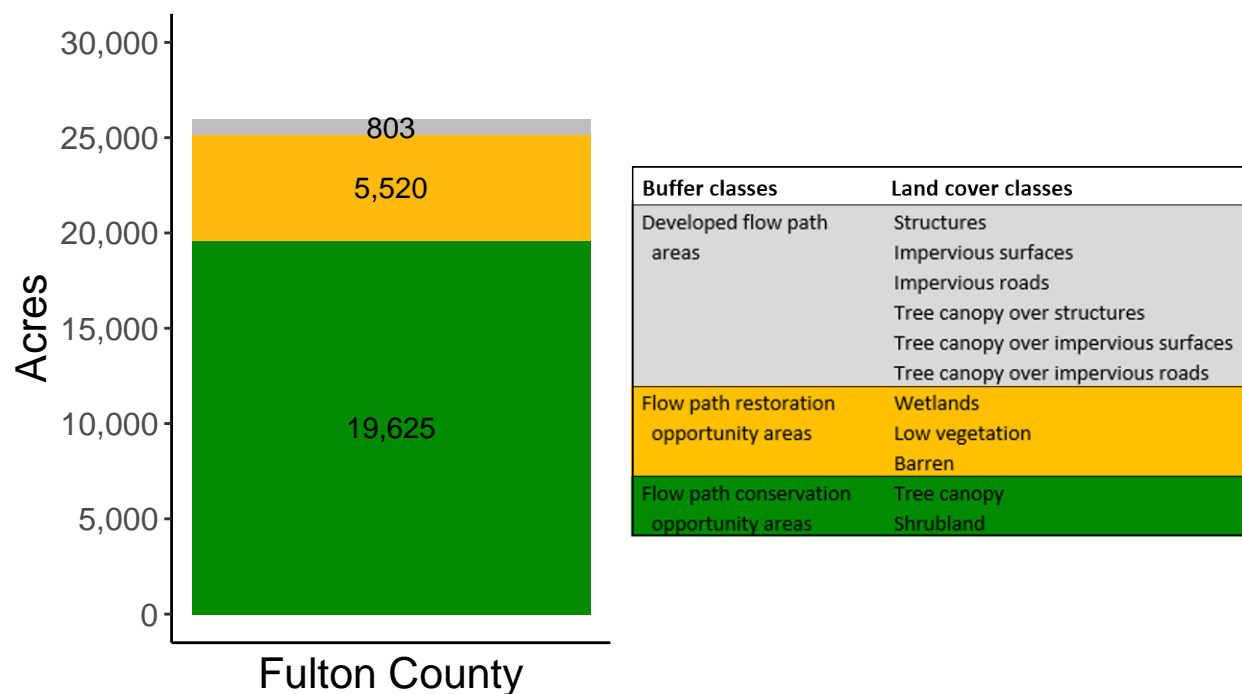 30,000
25,000
20,000
15,000
10,000
5,000
0
Acres
803
5,520
19,625
Fulton County
Buffer classes Land cover classes
Developed flow path Structures
areas Impervious surfaces
Impervious roads
Tree canopy over structures
Tree canopy over impervious surfaces
Tree canopy over impervious roads
Flow path restoration Wetlands
opportunity areas Low vegetation
Barren
Flow path conservation Tree canopy
opportunity areas Shrubland